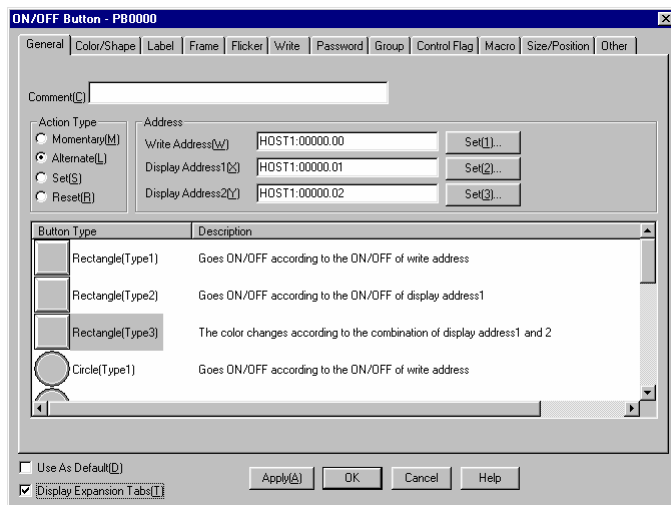 ON/OFF Button - PB0000
General Color/Shape Label Frame Flicker Write Password Group Control Flag Macro Size/Position Other
Comment(C)
Action Type
Momentary(M)
Alternate(L)
Set(S)
Reset(R)
Address
Write Address(W) HOST1:00000.00 Set(1)...
Display Address1(X) HOST1:00000.01 Set(2)...
Display Address2(Y) HOST1:00000.02 Set(3)...
Button Type Description
Rectangle(Type1) Goes ON/OFF according to the ON/OFF of write address
Rectangle(Type2) Goes ON/OFF according to the ON/OFF of display address1
Rectangle(Type3) The color changes according to the combination of display address1 and 2
Circle(Type1) Goes ON/OFF according to the ON/OFF of write address
Use As Default(D)
Display Expansion Tabs(T)
Apply(A) OK Cancel Help